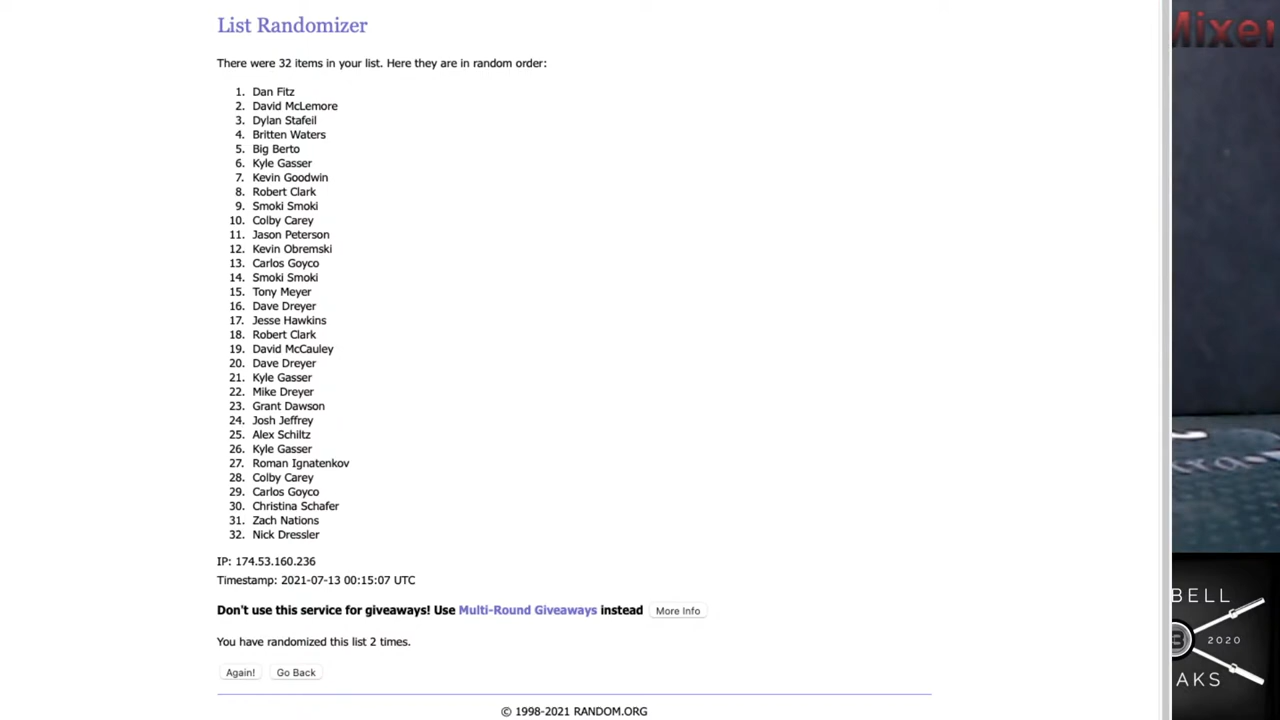 List Randomizer
There were 32 items in your list. Here they are in random order:
1. Dan Fitz
2. David McLemore
3. Dylan Stafeil
4. Britten Waters
5. Big Berto
6. Kyle Gasser
7. Kevin Goodwin
8. Robert Clark
9. Smoki Smoki
10. Colby Carey
11. Jason Peterson
12. Kevin Obremski
13. Carlos Goyco
14. Smoki Smoki
15. Tony Meyer
16. Dave Dreyer
17. Jesse Hawkins
18. Robert Clark
19. David McCauley
20. Dave Dreyer
21. Kyle Gasser
22. Mike Dreyer
23. Grant Dawson
24. Josh Jeffrey
25. Alex Schiltz
26. Kyle Gasser
27. Roman Ignatenkov
28. Colby Carey
29. Carlos Goyco
30. Christina Schafer
31. Zach Nations
32. Nick Dressler
IP: 174.53.160.236
Timestamp: 2021-07-13 00:15:07 UTC
Don't use this service for giveaways! Use Multi-Round Giveaways instead More Info
You have randomized this list 2 times.
Again! Go Back
© 1998-2021 RANDOM.ORG
Mixer
BELL
2020
AKS